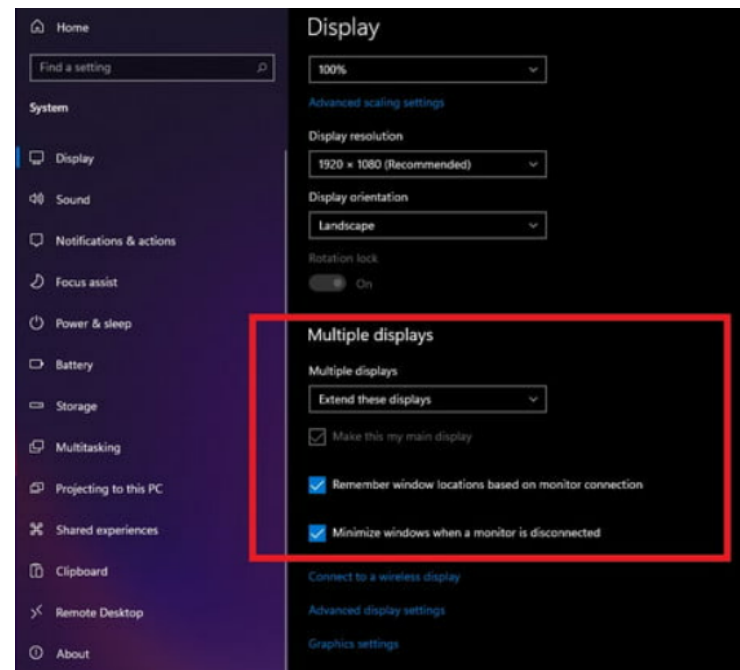 Home
Find a setting
System
Display
Sound
Notifications & actions
Focus assist
Power & sleep
Battery
Storage
Multitasking
Projecting to this PC
Shared experiences
Clipboard
Remote Desktop
About
Display
100%
Advanced scaling settings
Display resolution
1920 × 1080 (Recommended)
Display orientation
Landscape
Rotation lock
On
Multiple displays
Multiple displays
Extend these displays
Make this my main display
Remember window locations based on monitor connection
Minimize windows when a monitor is disconnected
Connect to a wireless display
Advanced display settings
Graphics settings